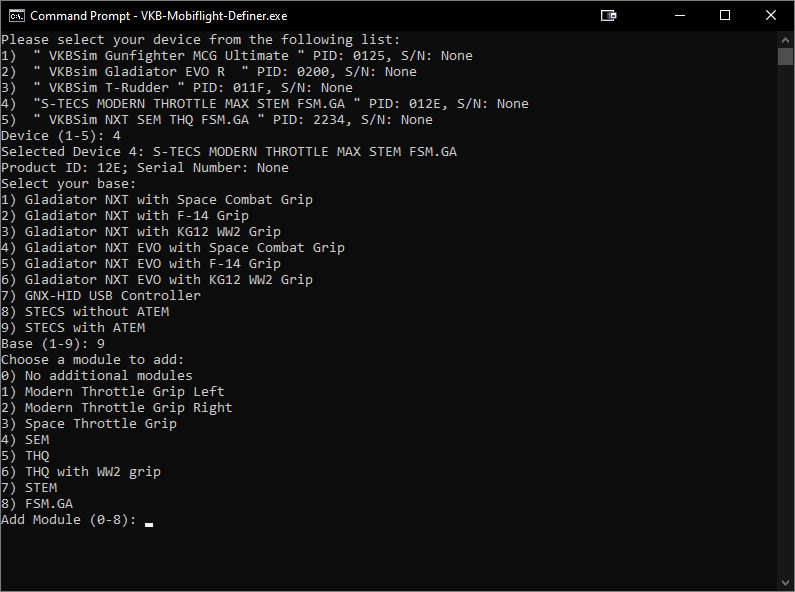 Command Prompt - VKB-Mobiflight-Definer.exe
Please select your device from the following list:
1)  " VKBSim Gunfighter MCG Ultimate " PID: 0125, S/N: None
2)  " VKBSim Gladiator EVO R  " PID: 0200, S/N: None
3)  " VKBSim T-Rudder " PID: 011F, S/N: None
4)  "S-TECS MODERN THROTTLE MAX STEM FSM.GA " PID: 012E, S/N: None
5)  " VKBSim NXT SEM THQ FSM.GA " PID: 2234, S/N: None
Device (1-5): 4
Selected Device 4: S-TECS MODERN THROTTLE MAX STEM FSM.GA
Product ID: 12E; Serial Number: None
Select your base:
1) Gladiator NXT with Space Combat Grip
2) Gladiator NXT with F-14 Grip
3) Gladiator NXT with KG12 WW2 Grip
4) Gladiator NXT EVO with Space Combat Grip
5) Gladiator NXT EVO with F-14 Grip
6) Gladiator NXT EVO with KG12 WW2 Grip
7) GNX-HID USB Controller
8) STECS without ATEM
9) STECS with ATEM
Base (1-9): 9
Choose a module to add:
0) No additional modules
1) Modern Throttle Grip Left
2) Modern Throttle Grip Right
3) Space Throttle Grip
4) SEM
5) THQ
6) THQ with WW2 grip
7) STEM
8) FSM.GA
Add Module (0-8): _